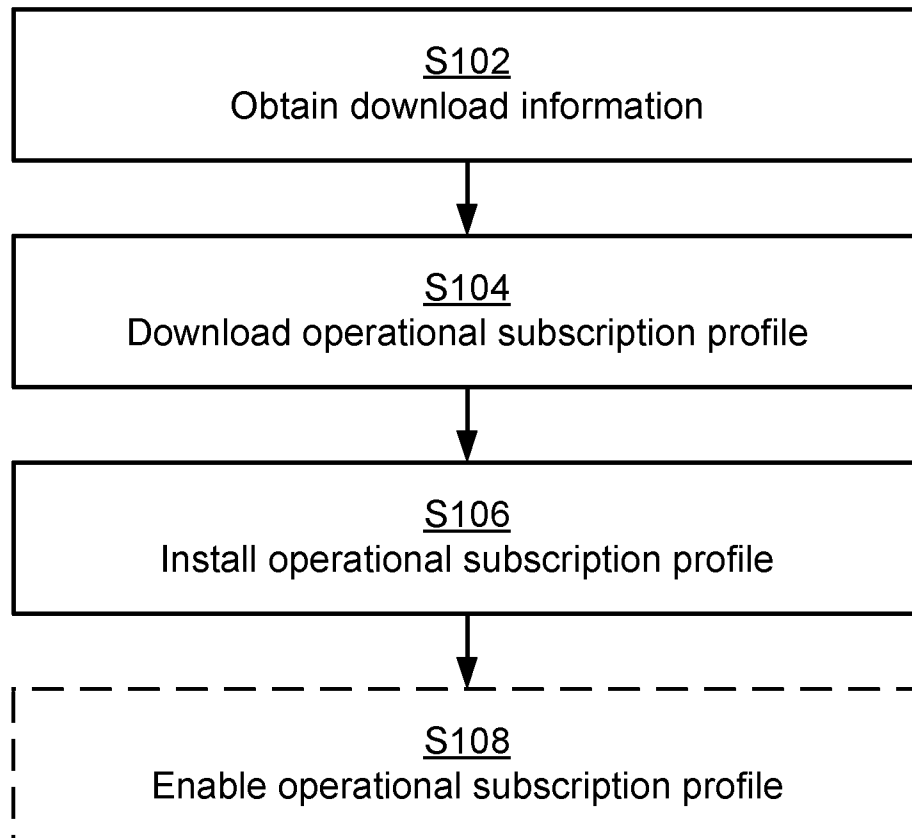 S102
Obtain download information
S104
Download operational subscription profile
S106
Install operational subscription profile
S108
Enable operational subscription profile